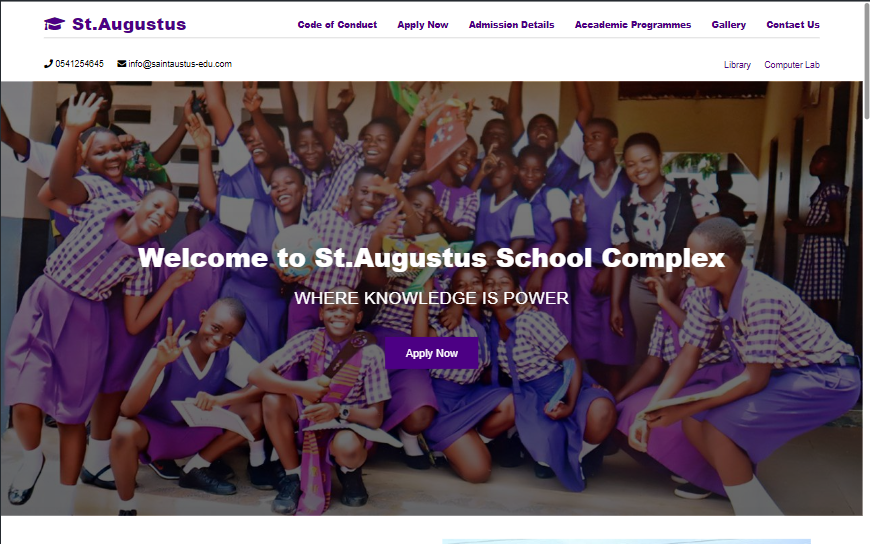 St.Augustus
Code of Conduct Apply Now Admission Details Accademic Programmes Gallery Contact Us
0541254645 info@saintaustus-edu.com
Library Computer Lab
Welcome to St.Augustus School Complex
WHERE KNOWLEDGE IS POWER
Apply Now